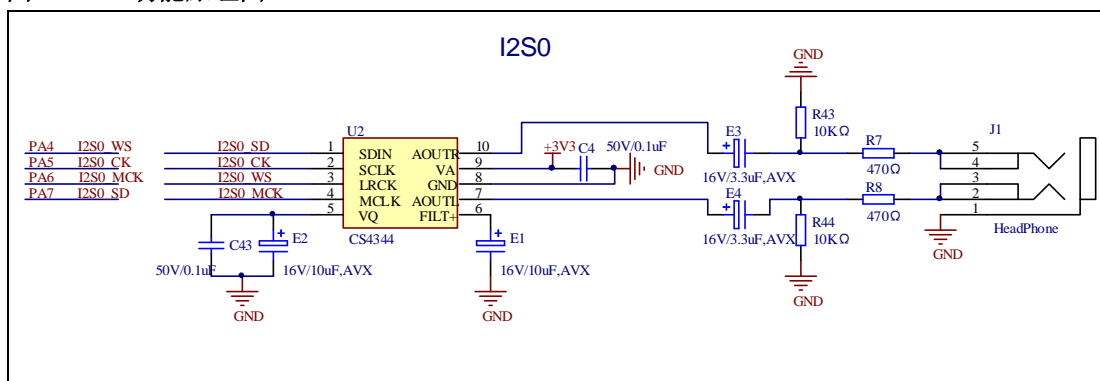 I2S0
GND
R43
10KΩ
E3
R7
470Ω
J1
U2
PA4 I2S0_WS I2S0_SD 1 SDIN AOUTR 10
PA5 I2S0_CK I2S0_CK 2 SCLK VA 9 +3V3 C4 50V/0.1uF GND
PA6 I2S0_MCK I2S0_WS 3 LRCK GND 8
PA7 I2S0_SD I2S0_MCK 4 MCLK AOUTL 7
5 VQ FILT+ 6
CS4344
16V/3.3uF,AVX
E4
16V/3.3uF,AVX
R8
470Ω
R44
10KΩ
GND
5
4
3
2
1
HeadPhone
GND
C43
50V/0.1uF
E2
16V/10uF,AVX
GND
E1
16V/10uF,AVX
GND